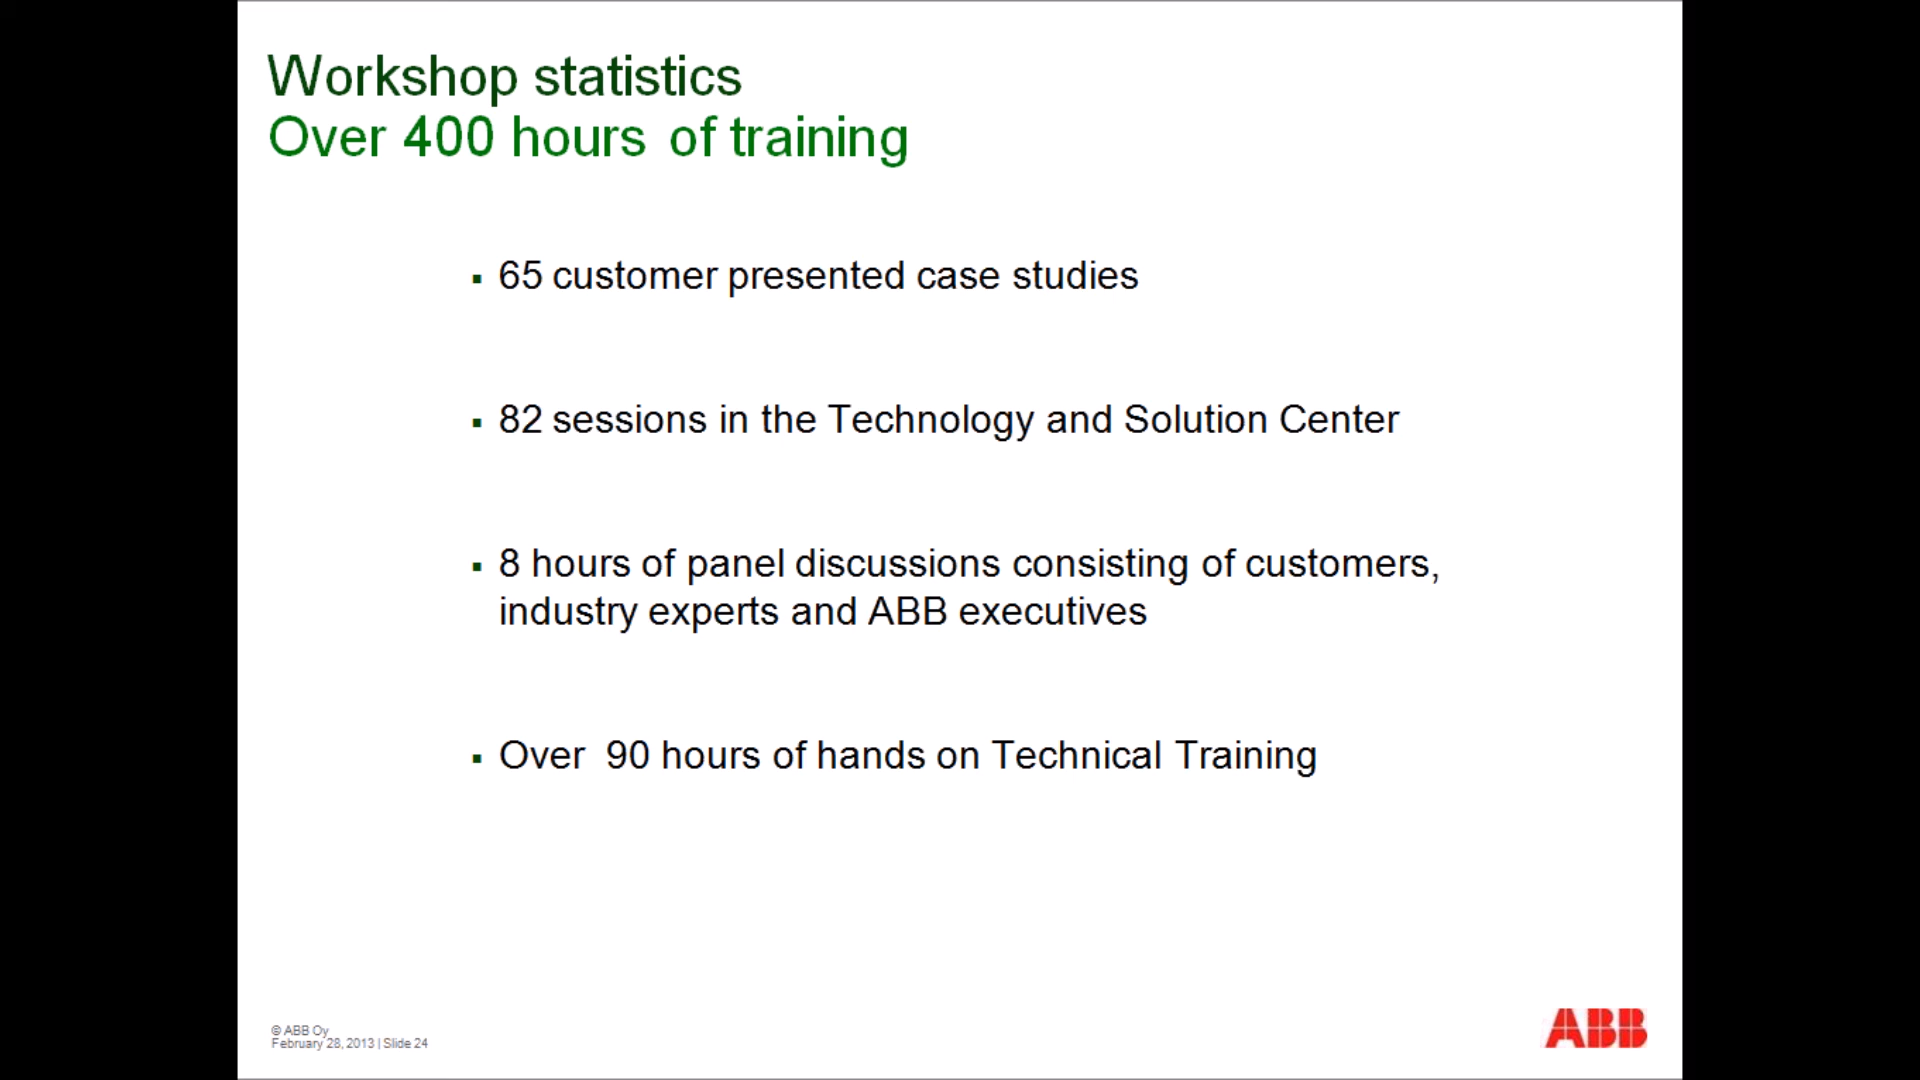 Workshop statistics
Over 400 hours of training
▪ 65 customer presented case studies
▪ 82 sessions in the Technology and Solution Center
▪ 8 hours of panel discussions consisting of customers,
industry experts and ABB executives
▪ Over 90 hours of hands on Technical Training
© ABB Oy
February 28, 2013 | Slide 24
ABB